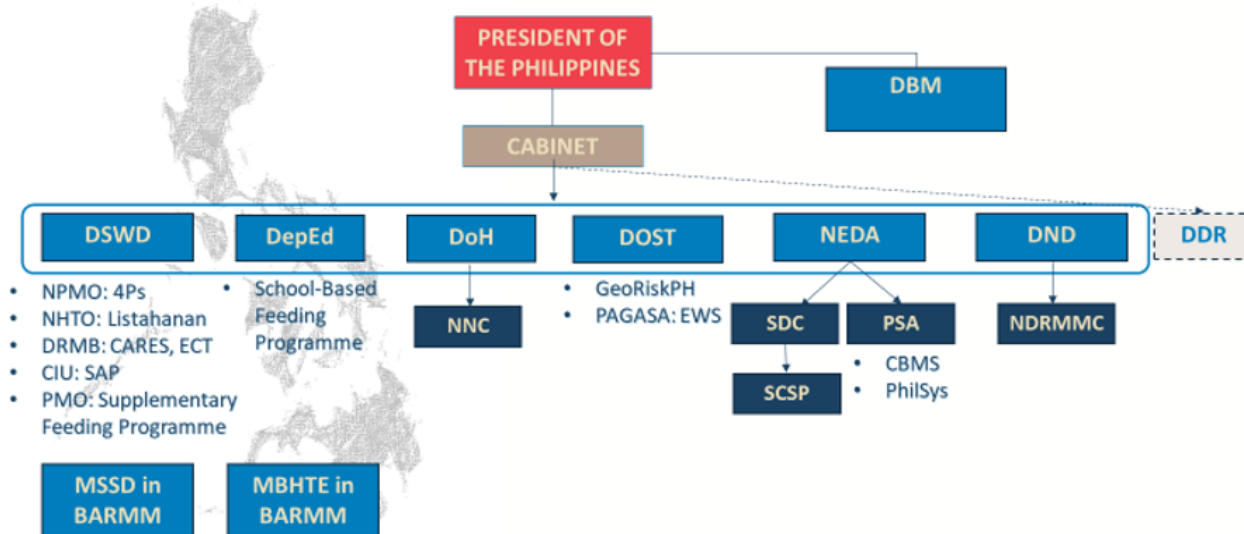 PRESIDENT OF
THE PHILIPPINES
DBM
CABINET
DSWD
DepEd
DoH
DOST
NEDA
DND
DDR
• NPMO: 4Ps
• NHTO: Listahanan
• DRMB: CARES, ECT
• CIU: SAP
• PMO: Supplementary
Feeding Programme
• School-Based
Feeding
Programme
NNC
• GeoRiskPH
• PAGASA: EWS
SDC
PSA
NDRMMC
SCSP
• CBMS
• PhilSys
MSSD in
BARMM
MBHTE in
BARMM